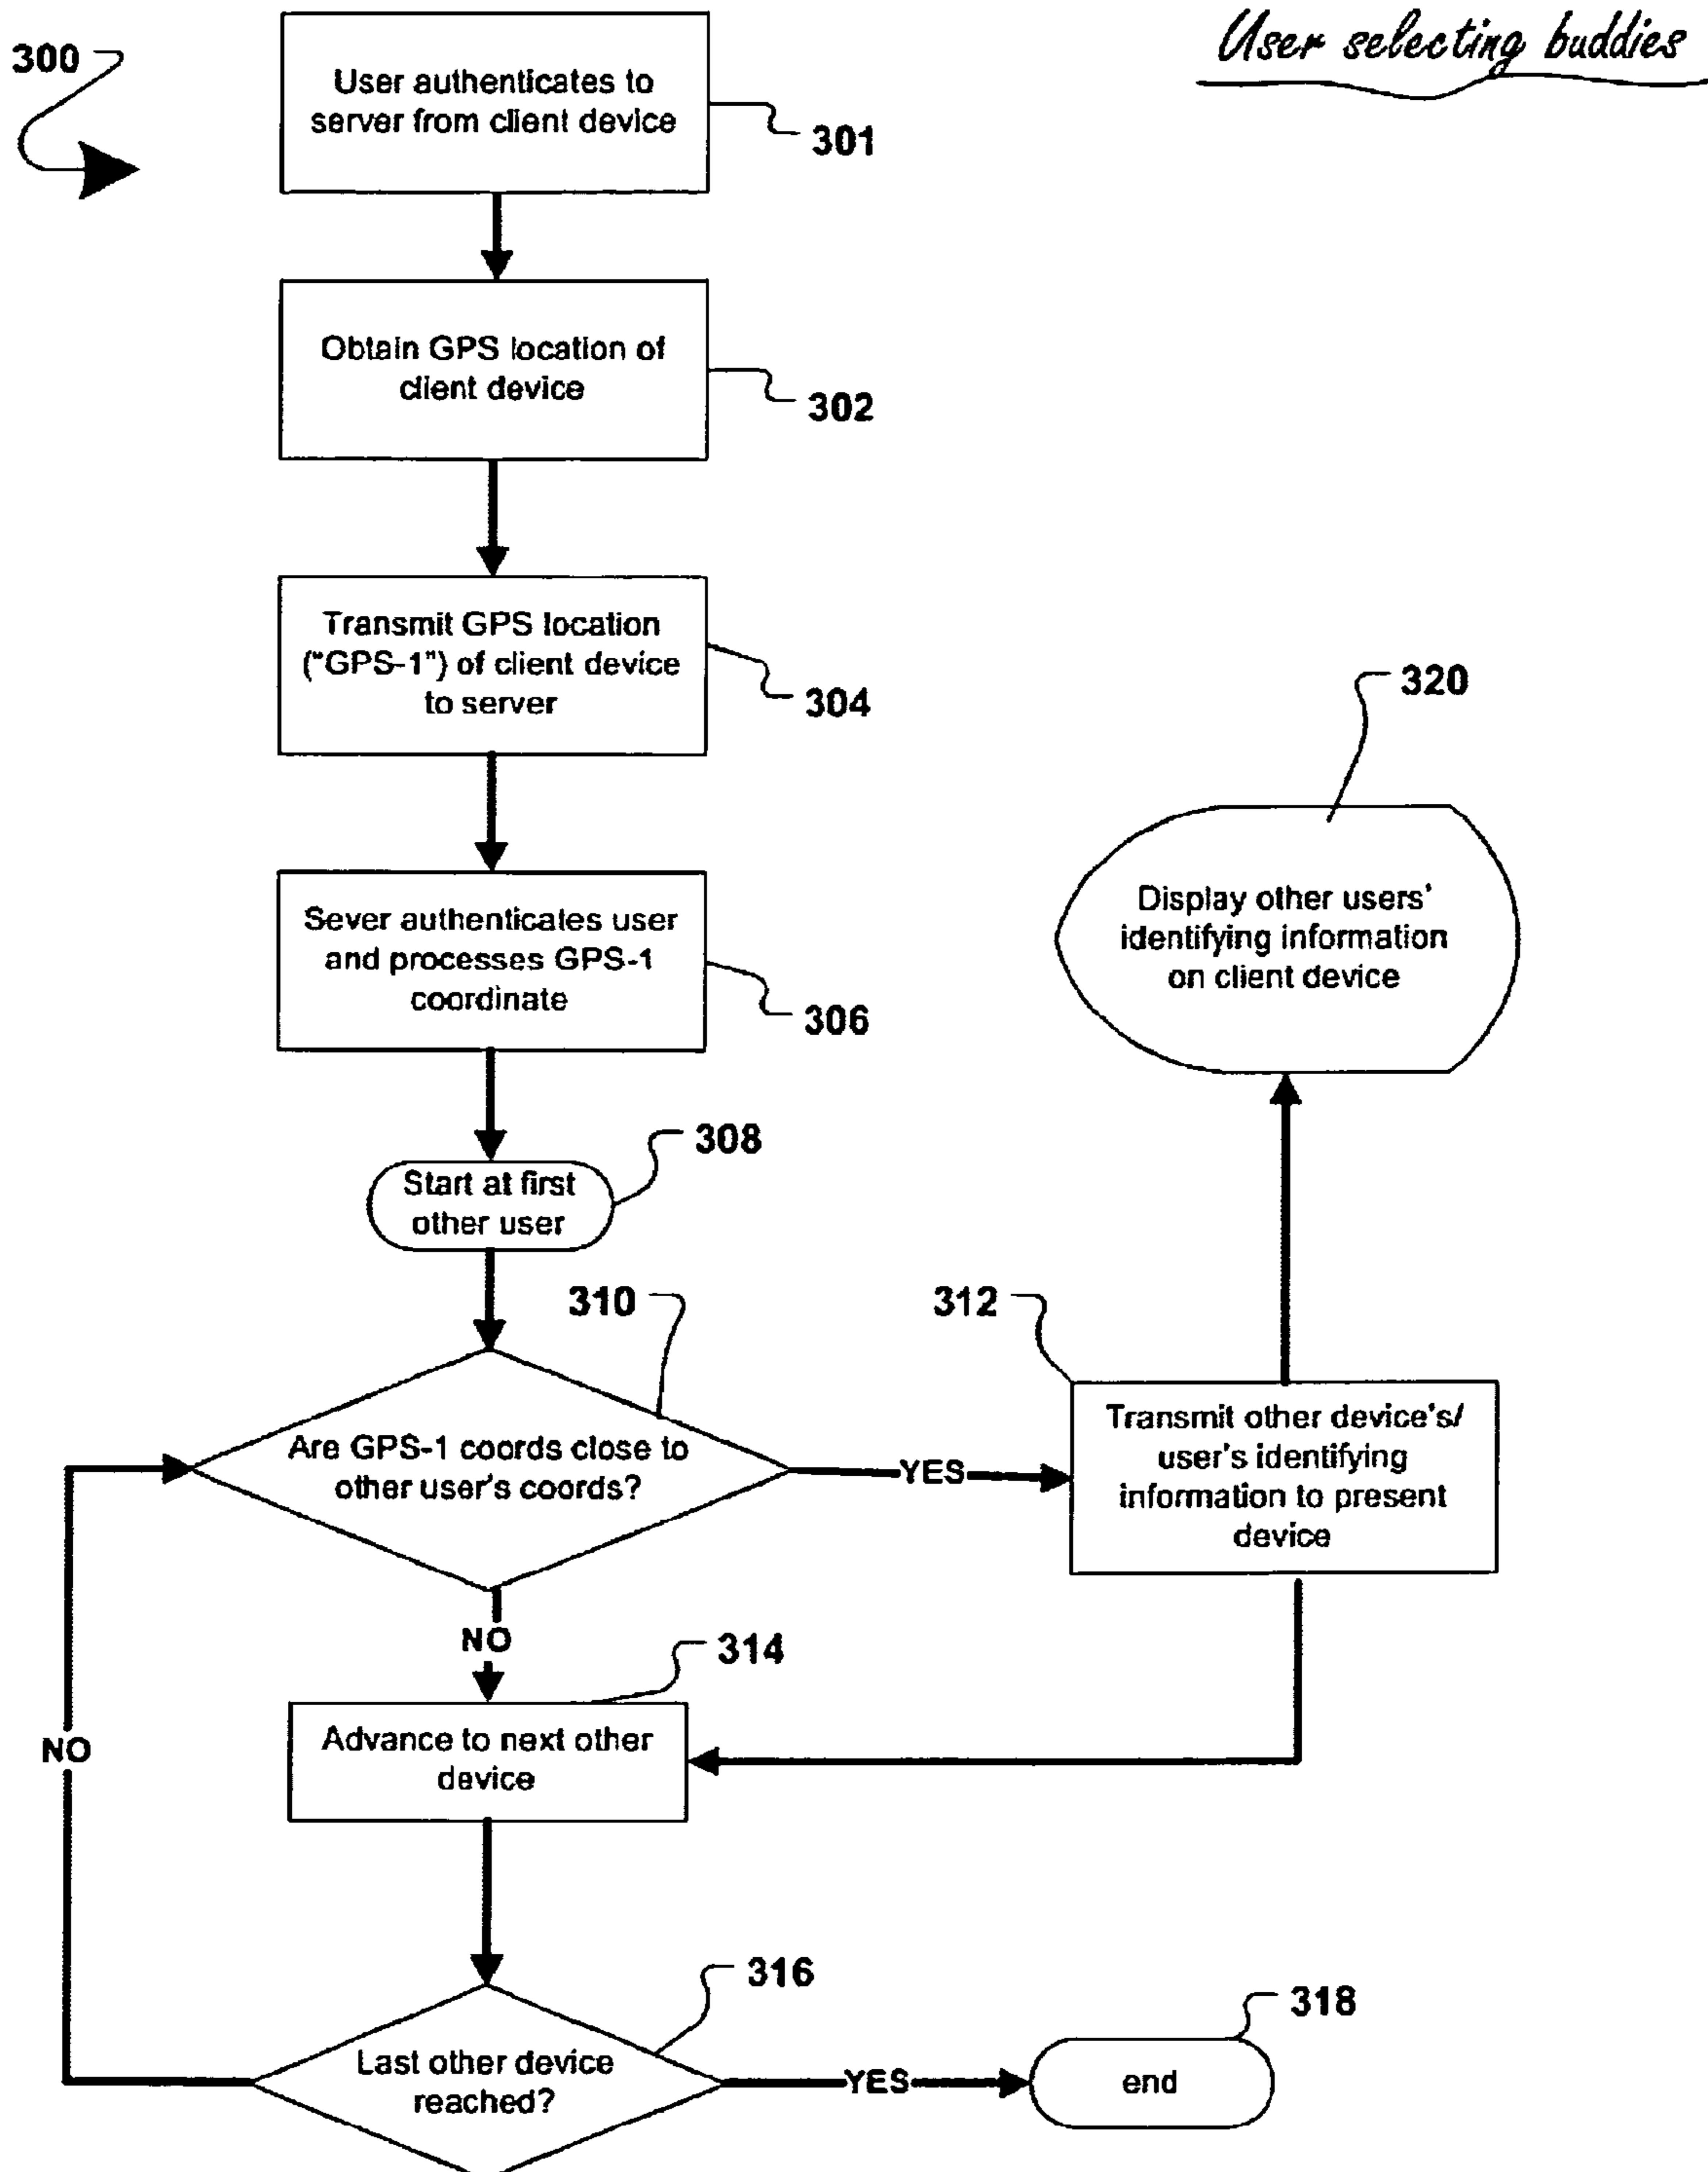 User selecting buddies
300
User authenticates to
server from client device
301
Obtain GPS location of
client device
302
Transmit GPS location
("GPS-1") of client device
to server
304
320
Display other users'
identifying information
on client device
Sever authenticates user
and processes GPS-1
coordinate
306
308
Start at first
other user
310
312
Are GPS-1 coords close to
other user's coords?
YES
Transmit other device's/
user's identifying
information to present
device
NO
314
Advance to next other
device
NO
316
318
Last other device
reached?
YES
end